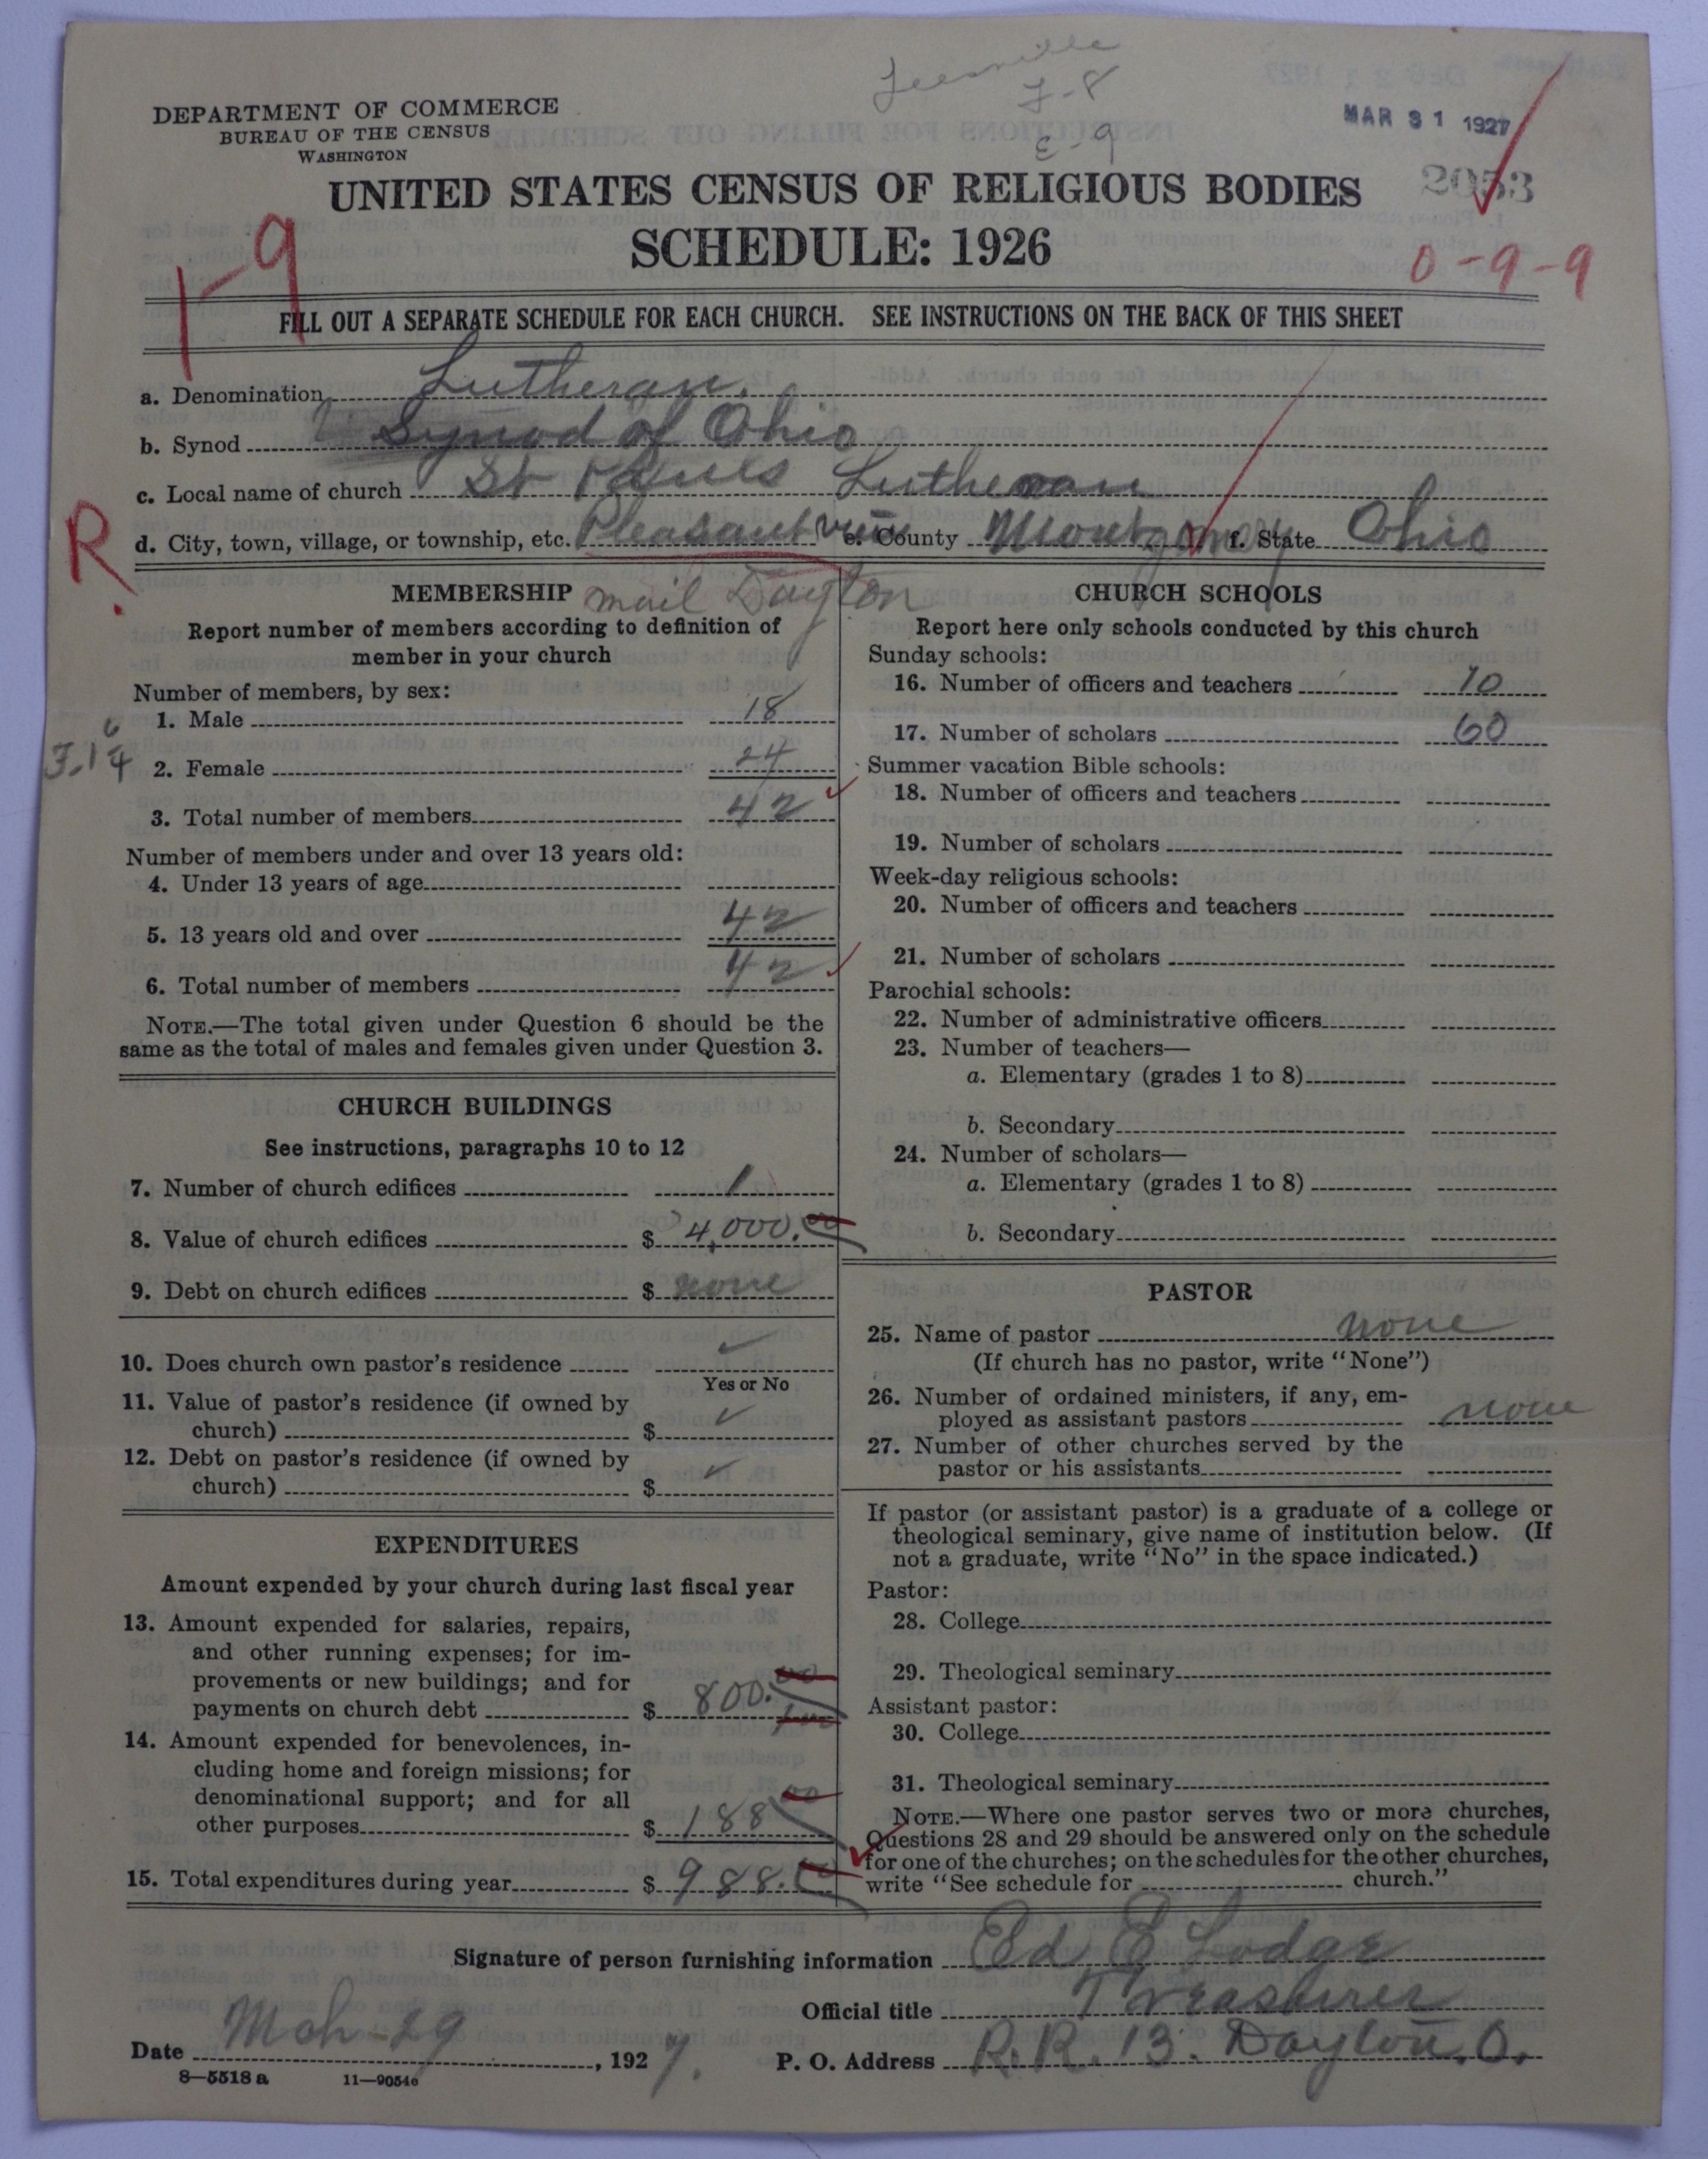 Leesville
7-8
E-9
MAR 31 1927
DEPARTMENT OF COMMERCE
BUREAU OF THE CENSUS
WASHINGTON
UNITED STATES CENSUS OF RELIGIOUS BODIES
2053
SCHEDULE: 1926
1-9
0-9-9
FILL OUT A SEPARATE SCHEDULE FOR EACH CHURCH. SEE INSTRUCTIONS ON THE BACK OF THIS SHEET
a. Denomination Lutheran.
b. Synod Synod of Ohio
c. Local name of church St Pauls Lutheran
R.
d. City, town, village, or township, etc. Pleasantview e. County Montgomery f. State Ohio
MEMBERSHIP mail Dayton
Report number of members according to definition of
member in your church
Number of members, by sex:
1. Male 18
2. Female 24
3. Total number of members 42
Number of members under and over 13 years old:
4. Under 13 years of age
5. 13 years old and over 42
6. Total number of members 42
NOTE.—The total given under Question 6 should be the
same as the total of males and females given under Question 3.
CHURCH BUILDINGS
See instructions, paragraphs 10 to 12
7. Number of church edifices 1
8. Value of church edifices $ 4,000.00
9. Debt on church edifices $ none
10. Does church own pastor's residence ✓
Yes or No
11. Value of pastor's residence (if owned by
church) $ ✓
12. Debt on pastor's residence (if owned by
church) $ ✓
EXPENDITURES
Amount expended by your church during last fiscal year
13. Amount expended for salaries, repairs,
and other running expenses; for im-
provements or new buildings; and for
payments on church debt $ 800.00
14. Amount expended for benevolences, in-
cluding home and foreign missions; for
denominational support; and for all
other purposes $ 188 00
15. Total expenditures during year $ 988.00
CHURCH SCHOOLS
Report here only schools conducted by this church
Sunday schools:
16. Number of officers and teachers 10
17. Number of scholars 60
Summer vacation Bible schools:
18. Number of officers and teachers
19. Number of scholars
Week-day religious schools:
20. Number of officers and teachers
21. Number of scholars
Parochial schools:
22. Number of administrative officers
23. Number of teachers—
a. Elementary (grades 1 to 8)
b. Secondary
24. Number of scholars—
a. Elementary (grades 1 to 8)
b. Secondary
PASTOR
25. Name of pastor none
(If church has no pastor, write "None")
26. Number of ordained ministers, if any, em-
ployed as assistant pastors none
27. Number of other churches served by the
pastor or his assistants
If pastor (or assistant pastor) is a graduate of a college or
theological seminary, give name of institution below. (If
not a graduate, write "No" in the space indicated.)
Pastor:
28. College
29. Theological seminary
Assistant pastor:
30. College
31. Theological seminary
NOTE.—Where one pastor serves two or more churches,
Questions 28 and 29 should be answered only on the schedule
for one of the churches; on the schedules for the other churches,
write "See schedule for church."
Signature of person furnishing information Ed E Lodge
Official title Treasurer
Date Mch-29, 1927. P. O. Address R.R. 13. Dayton, O.
8—5518 a 11—9054c